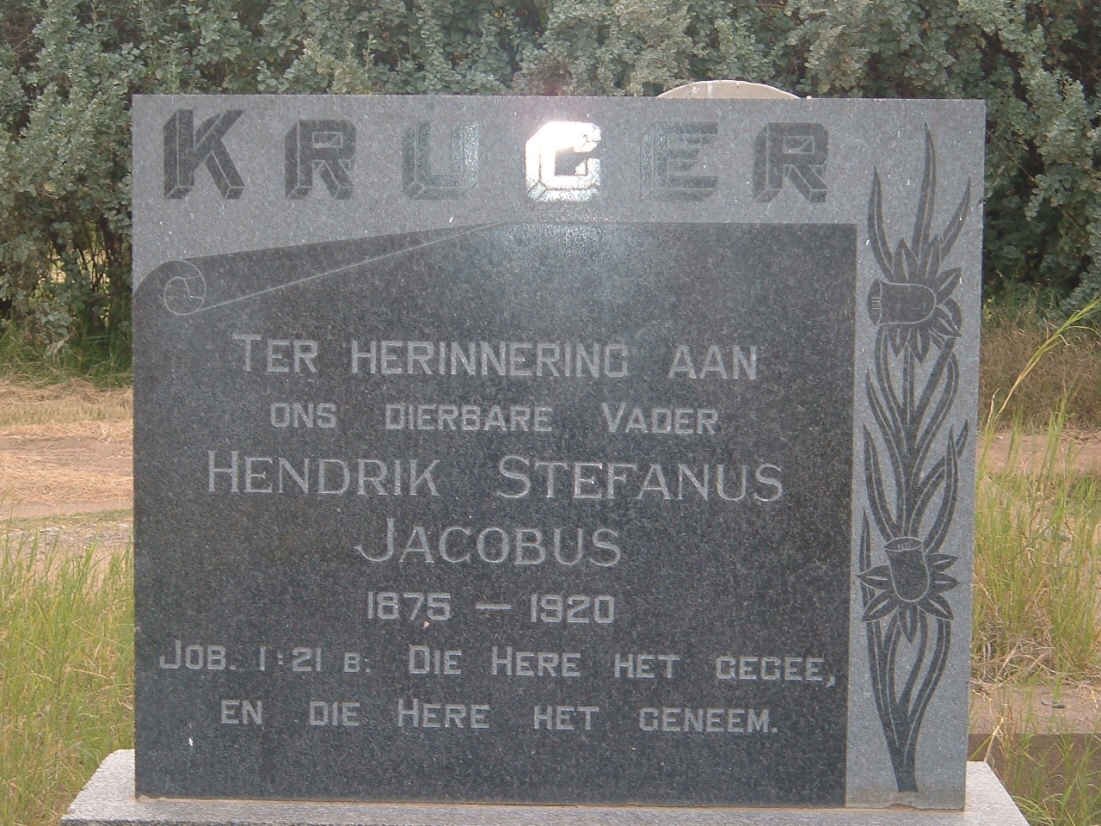 KRUGER
TER HERINNERING AAN
ONS DIERBARE VADER
HENDRIK STEFANUS
JACOBUS
1875 — 1920
JOB. 1:21 B: DIE HERE HET GEGEE,
EN DIE HERE HET GENEEM.